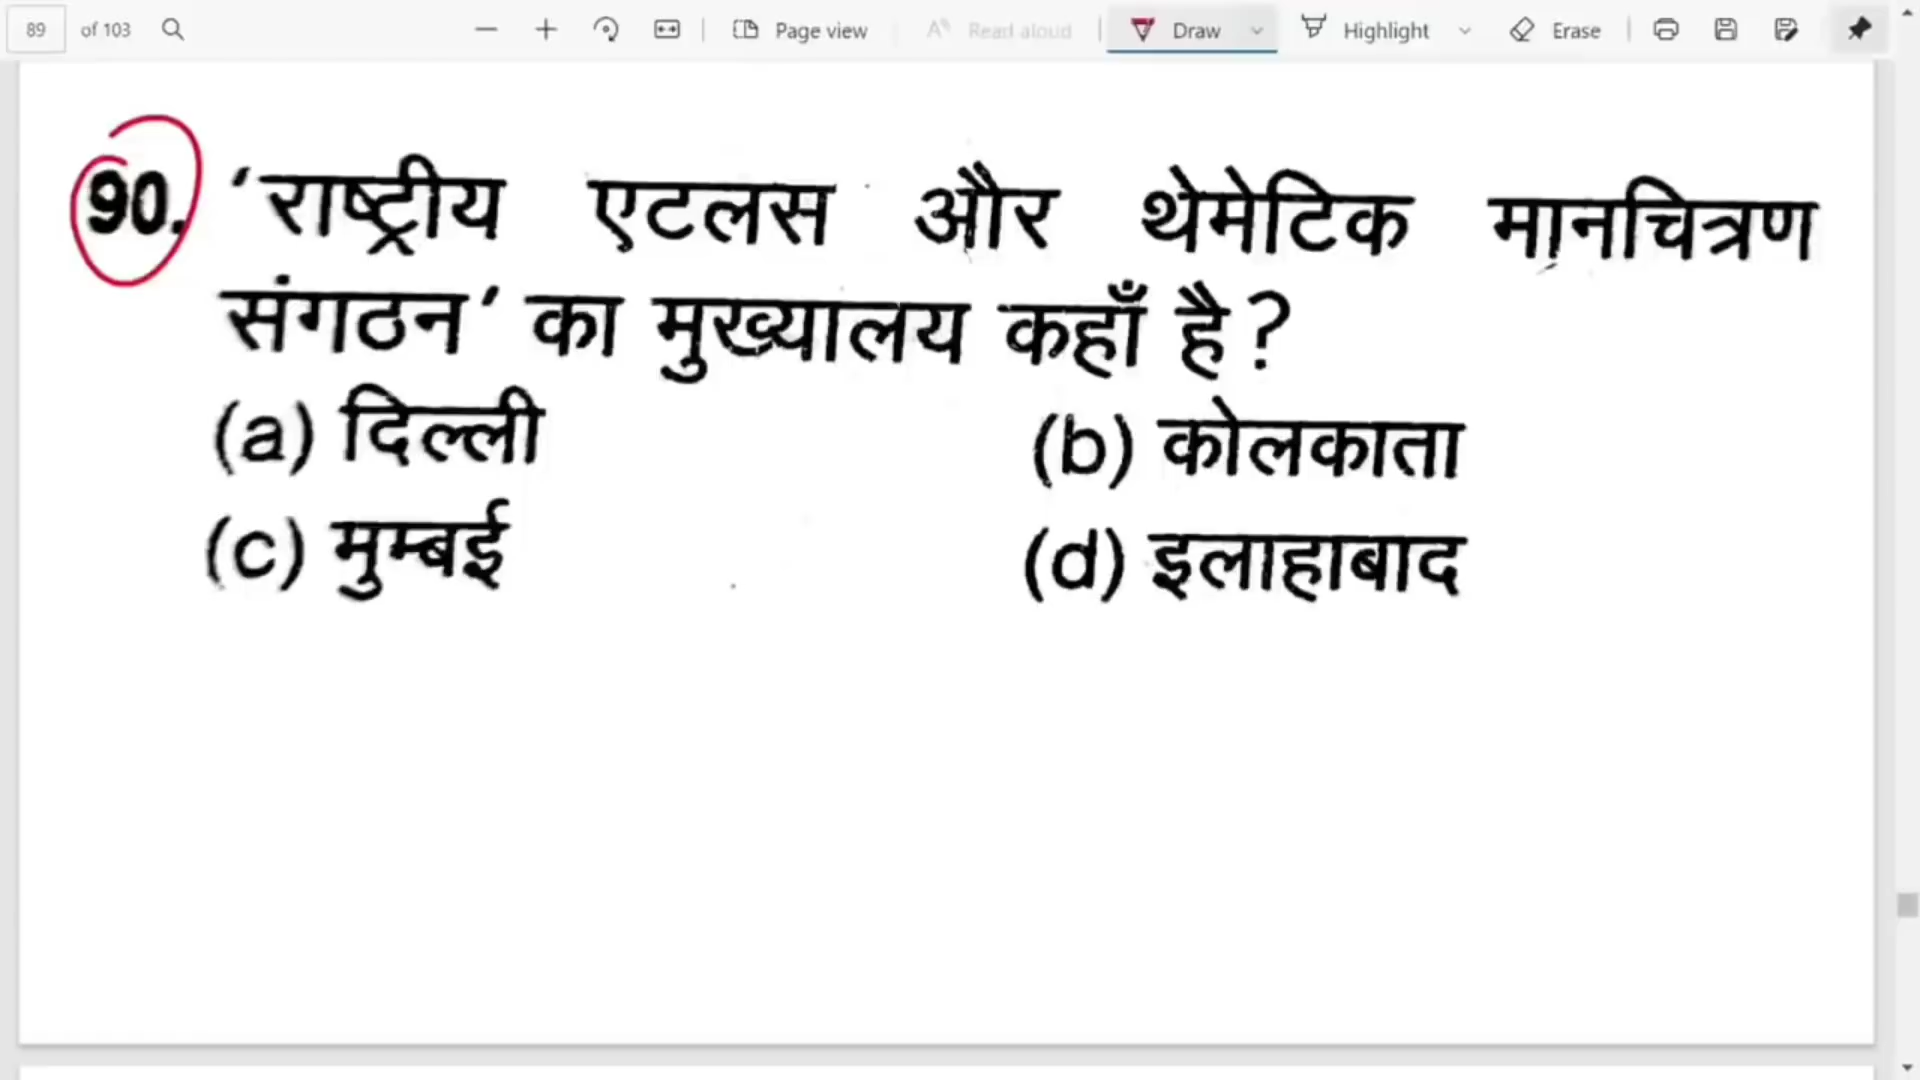 89 of 103 Page view Read aloud Draw Highlight Erase
90. ‘राष्ट्रीय एटलस और थेमेटिक मानचित्रण
संगठन’ का मुख्यालय कहाँ है?
(a) दिल्ली (b) कोलकाता
(c) मुम्बई (d) इलाहाबाद